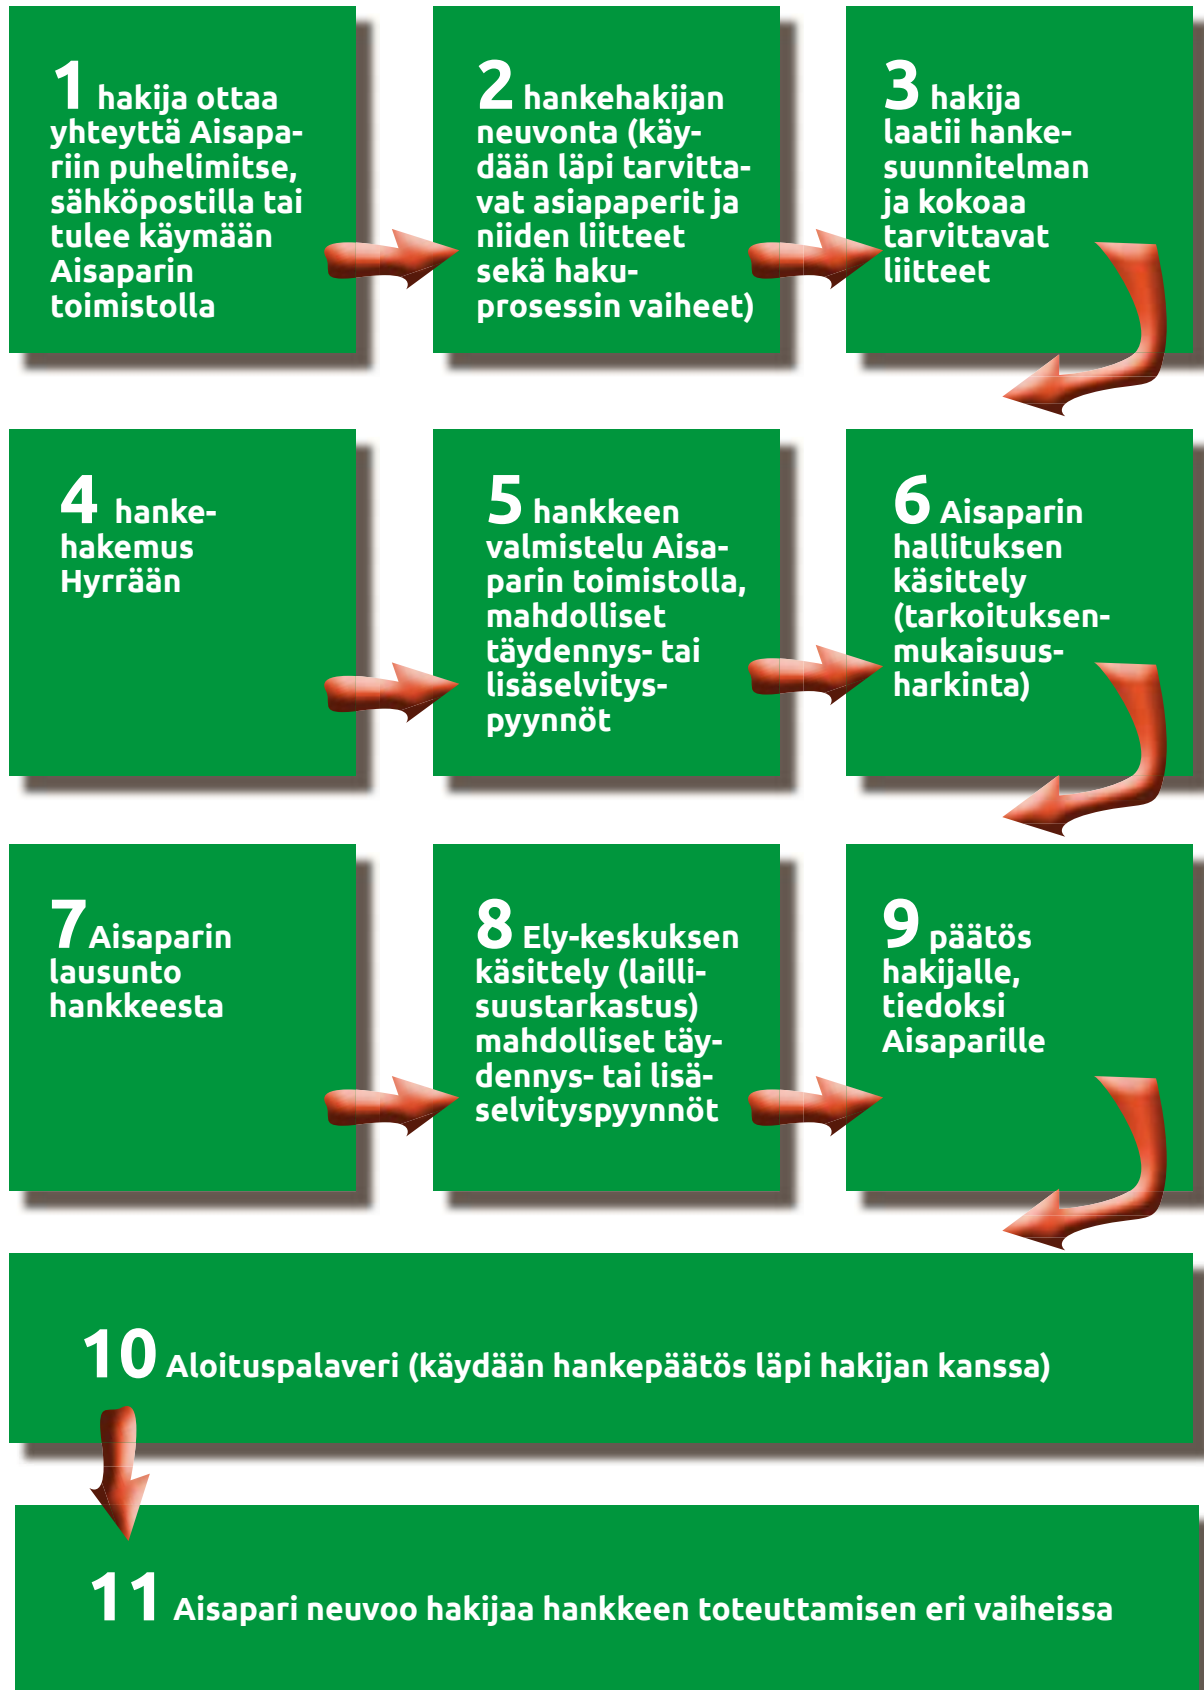 1 hakija ottaa
yhteyttä Aisapa-
riin puhelimitse,
sähköpostilla tai
tulee käymään
Aisaparin
toimistolla
2 hankehakijan
neuvonta (käy-
dään läpi tarvitta-
vat asiapaperit ja
niiden liitteet
sekä haku-
prosessin vaiheet)
3 hakija
laatii hanke-
suunnitelman
ja kokoaa
tarvittavat
liitteet
4 hanke-
hakemus
Hyrrään
5 hankkeen
valmistelu Aisa-
parin toimistolla,
mahdolliset
täydennys- tai
lisäselvitys-
pyynnöt
6 Aisaparin
hallituksen
käsittely
(tarkoituksen-
mukaisuus-
harkinta)
7 Aisaparin
lausunto
hankkeesta
8 Ely-keskuksen
käsittely (lailli-
suustarkastus)
mahdolliset täy-
dennys- tai lisä-
selvityspyynnöt
9 päätös
hakijalle,
tiedoksi
Aisaparille
10 Aloituspalaveri (käydään hankepäätös läpi hakijan kanssa)
11 Aisapari neuvoo hakijaa hankkeen toteuttamisen eri vaiheissa